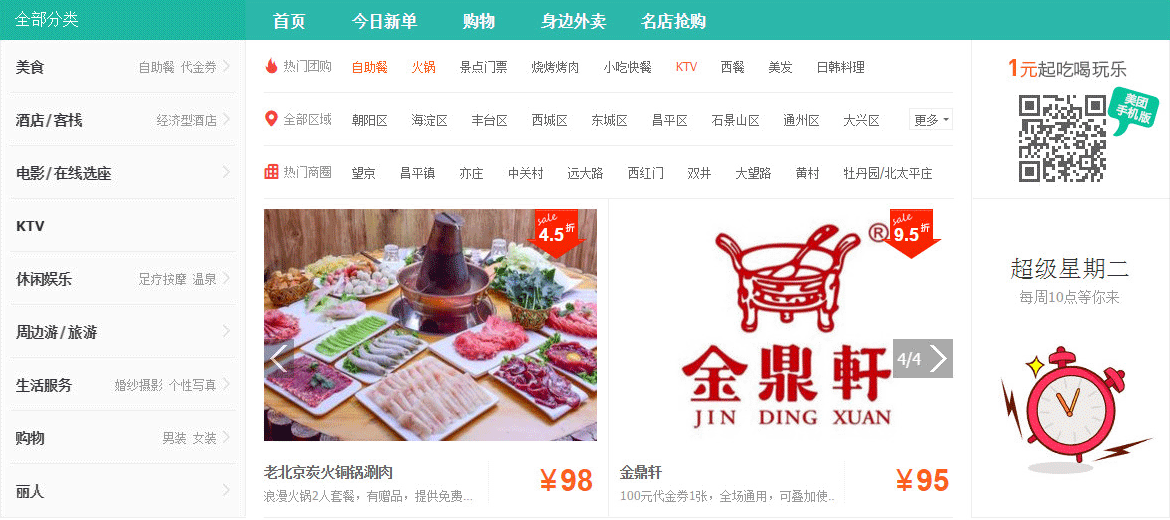 全部分类
首页 今日新单 购物 身边外卖 名店抢购
美食 自助餐 代金券
酒店/客栈 经济型酒店
电影/在线选座
KTV
休闲娱乐 足疗按摩 温泉
周边游/旅游
生活服务 婚纱摄影 个性写真
购物 男装 女装
丽人
热门团购 自助餐 火锅 景点门票 烧烤烤肉 小吃快餐 KTV 西餐 美发 日韩料理
全部区域 朝阳区 海淀区 丰台区 西城区 东城区 昌平区 石景山区 通州区 大兴区 更多
热门商圈 望京 昌平镇 亦庄 中关村 远大路 西红门 双井 大望路 黄村 牡丹园/北太平庄
sale
4.5折
老北京炭火铜锅涮肉
浪漫火锅2人套餐，有赠品，提供免费...
¥98
®
sale
9.5折
金鼎軒
JIN DING XUAN
4/4
金鼎轩
100元代金券1张，全场通用，可叠加使..
¥95
1元起吃喝玩乐
美团
手机版
超级星期二
每周10点等你来